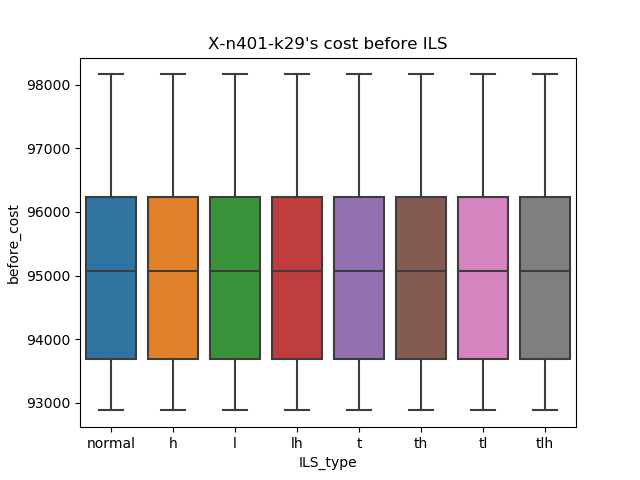 X-n401-k29's cost before ILS
before_cost
98000
97000
96000
95000
94000
93000
normal h l lh t th tl tlh
ILS_type